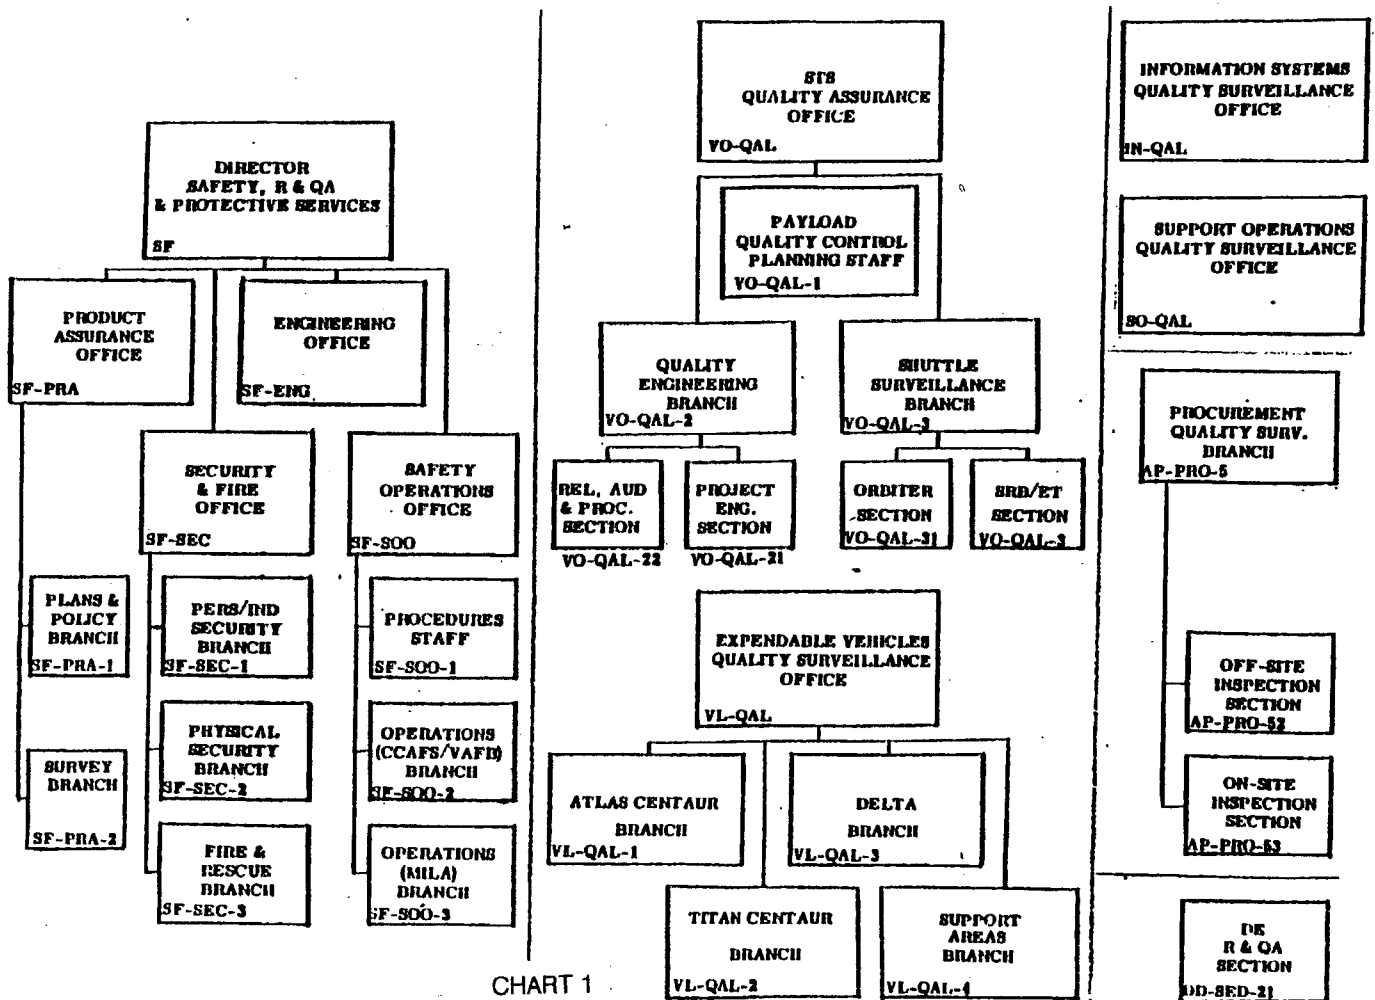 DIRECTOR
SAFETY, R & QA
& PROTECTIVE SERVICES
SF
PRODUCT
ASSURANCE
OFFICE
SF-PRA
ENGINEERING
OFFICE
SF-ENG
SECURITY
& FIRE
OFFICE
SF-SEC
SAFETY
OPERATIONS
OFFICE
SF-SOO
PLANS &
POLICY
BRANCH
SF-PRA-1
PERS/IND
SECURITY
BRANCH
SF-SEC-1
PROCEDURES
STAFF
SF-SOO-1
SURVEY
BRANCH
SF-PRA-2
PHYSICAL
SECURITY
BRANCH
SF-SEC-2
OPERATIONS
(CCAFS/VAFB)
BRANCH
SF-SOO-2
FIRE &
RESCUE
BRANCH
SF-SEC-3
OPERATIONS
(MILA)
BRANCH
SF-SOO-3
STS
QUALITY ASSURANCE
OFFICE
VO-QAL
PAYLOAD
QUALITY CONTROL
PLANNING STAFF
VO-QAL-1
QUALITY
ENGINEERING
BRANCH
VO-QAL-2
SHUTTLE
SURVEILLANCE
BRANCH
VO-QAL-3
REL, AUD
& PROC.
SECTION
VO-QAL-22
PROJECT
ENG.
SECTION
VO-QAL-21
ORBITER
SECTION
VO-QAL-31
SRB/ET
SECTION
VO-QAL-3
EXPENDABLE VEHICLES
QUALITY SURVEILLANCE
OFFICE
VL-QAL
ATLAS CENTAUR
BRANCH
VL-QAL-1
DELTA
BRANCH
VL-QAL-3
TITAN CENTAUR
BRANCH
VL-QAL-2
SUPPORT
AREAS
BRANCH
VL-QAL-4
INFORMATION SYSTEMS
QUALITY SURVEILLANCE
OFFICE
IN-QAL
SUPPORT OPERATIONS
QUALITY SURVEILLANCE
OFFICE
SO-QAL
PROCUREMENT
QUALITY SURV.
BRANCH
AP-PRO-5
OFF-SITE
INSPECTION
SECTION
AP-PRO-52
ON-SITE
INSPECTION
SECTION
AP-PRO-53
DE
R & QA
SECTION
DD-SED-21
CHART 1